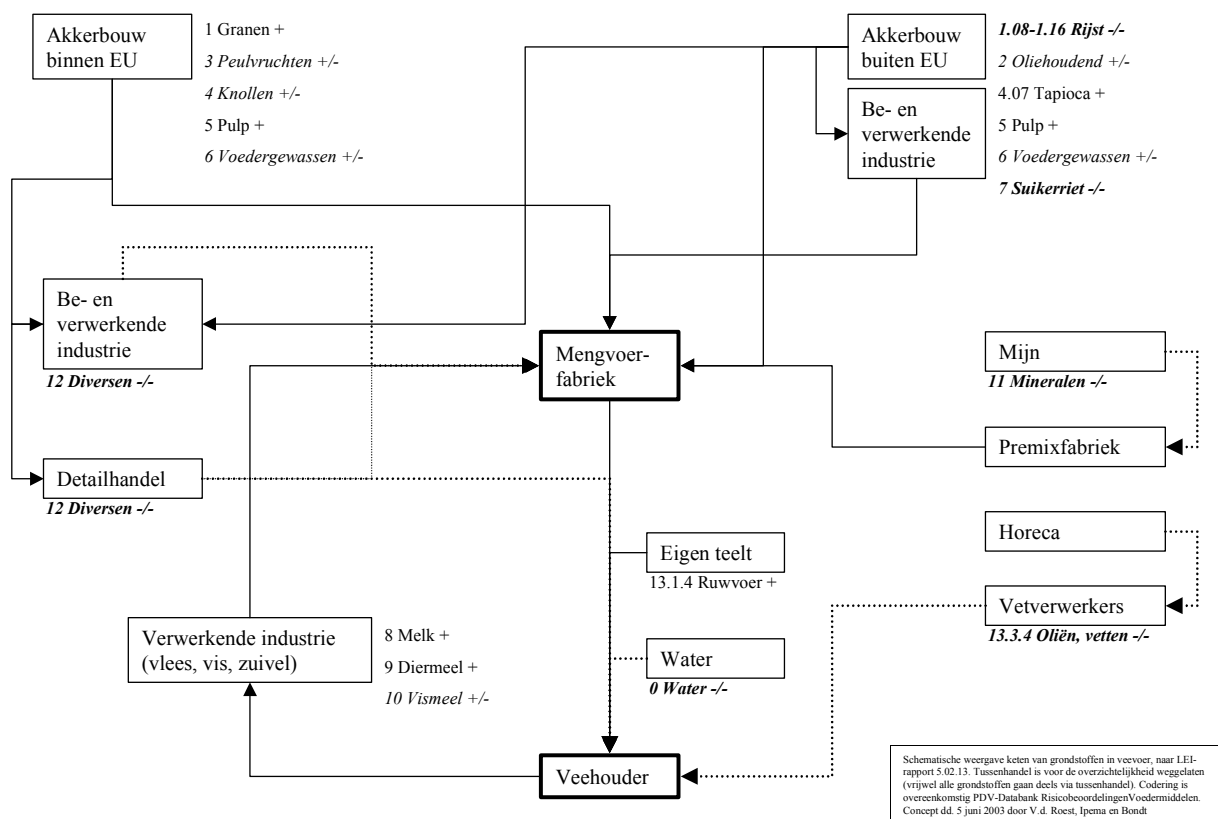 Akkerbouw
binnen EU
1 Granen +
3 Peulvruchten +/-
4 Knollen +/-
5 Pulp +
6 Voedergewassen +/-
Akkerbouw
buiten EU
1.08-1.16 Rijst -/-
2 Oliehoudend +/-
4.07 Tapioca +
5 Pulp +
6 Voedergewassen +/-
7 Suikerriet -/-
Be- en
verwerkende
industrie
Be- en
verwerkende
industrie
12 Diversen -/-
Mengvoer-
fabriek
Mijn
11 Mineralen -/-
Premixfabriek
Detailhandel
12 Diversen -/-
Horeca
Eigen teelt
13.1.4 Ruwvoer +
Vetverwerkers
13.3.4 Oliën, vetten -/-
Verwerkende industrie
(vlees, vis, zuivel)
8 Melk +
9 Diermeel +
10 Vismeel +/-
Water
0 Water -/-
Veehouder
Schematische weergave keten van grondstoffen in veevoer, naar LEI-
rapport 5.02.13. Tussenhandel is voor de overzichtelijkheid weggelaten
(vrijwel alle grondstoffen gaan deels via tussenhandel). Codering is
overeenkomstig PDV-Databank RisicobeoordelingenVoedermiddelen.
Concept dd. 5 juni 2003 door V.d. Roest, Ipema en Bondt